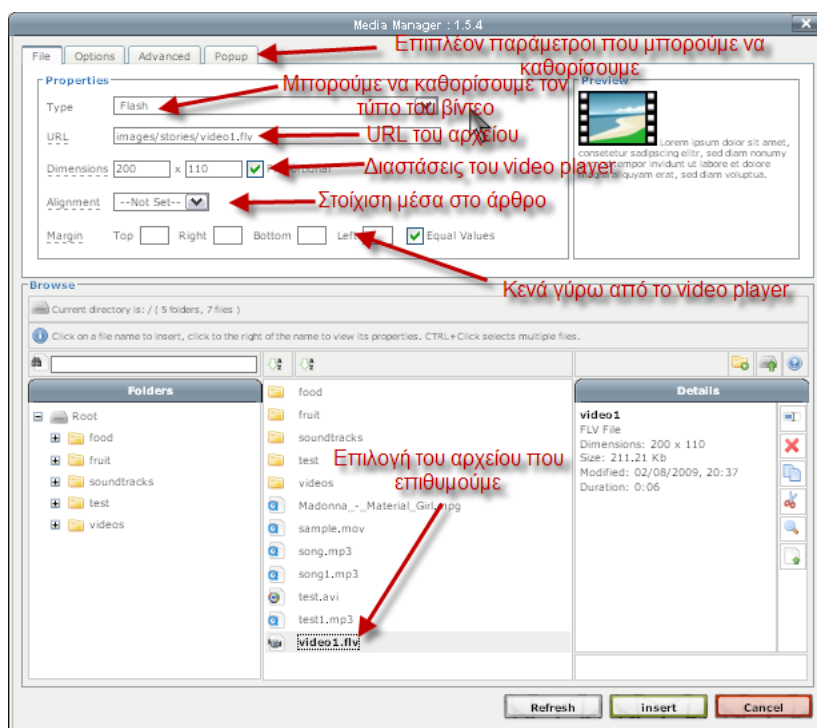 Media Manager : 1.5.4
File Options Advanced Popup
Επιπλέον παράμετροι που μπορούμε να
καθορίσουμε
Properties
Μπορούμε να καθορίσουμε τον
τύπο του βίντεο
Type Flash
URL images/stories/video1.flv
URL του αρχείου
Dimensions 200 x 110
Διαστάσεις του video player
Alignment --Not Set--
Στοίχιση μέσα στο άρθρο
Margin Top Right Bottom Left Equal Values
Κενά γύρω από το video player
Preview
Lorem ipsum dolor sit amet,
consetetur sadipscing elitr, sed diam nonumy
tempor invidunt ut labore et dolore
aliquyam erat, sed diam voluptua.
Browse
Current directory is: / ( 5 folders, 7 files )
Click on a file name to insert, click to the right of the name to view its properties. CTRL+Click selects multiple files.
Folders
Root
food
fruit
soundtracks
test
videos
food
fruit
soundtracks
test
videos
Επιλογή του αρχείου που
επιθυμούμε
Madonna_-_Material_Girl.mpg
sample.mov
song.mp3
song1.mp3
test.avi
test1.mp3
video1.flv
Details
video1
FLV File
Dimensions: 200 x 110
Size: 211.21 Kb
Modified: 02/08/2009, 20:37
Duration: 0:06
Refresh insert Cancel